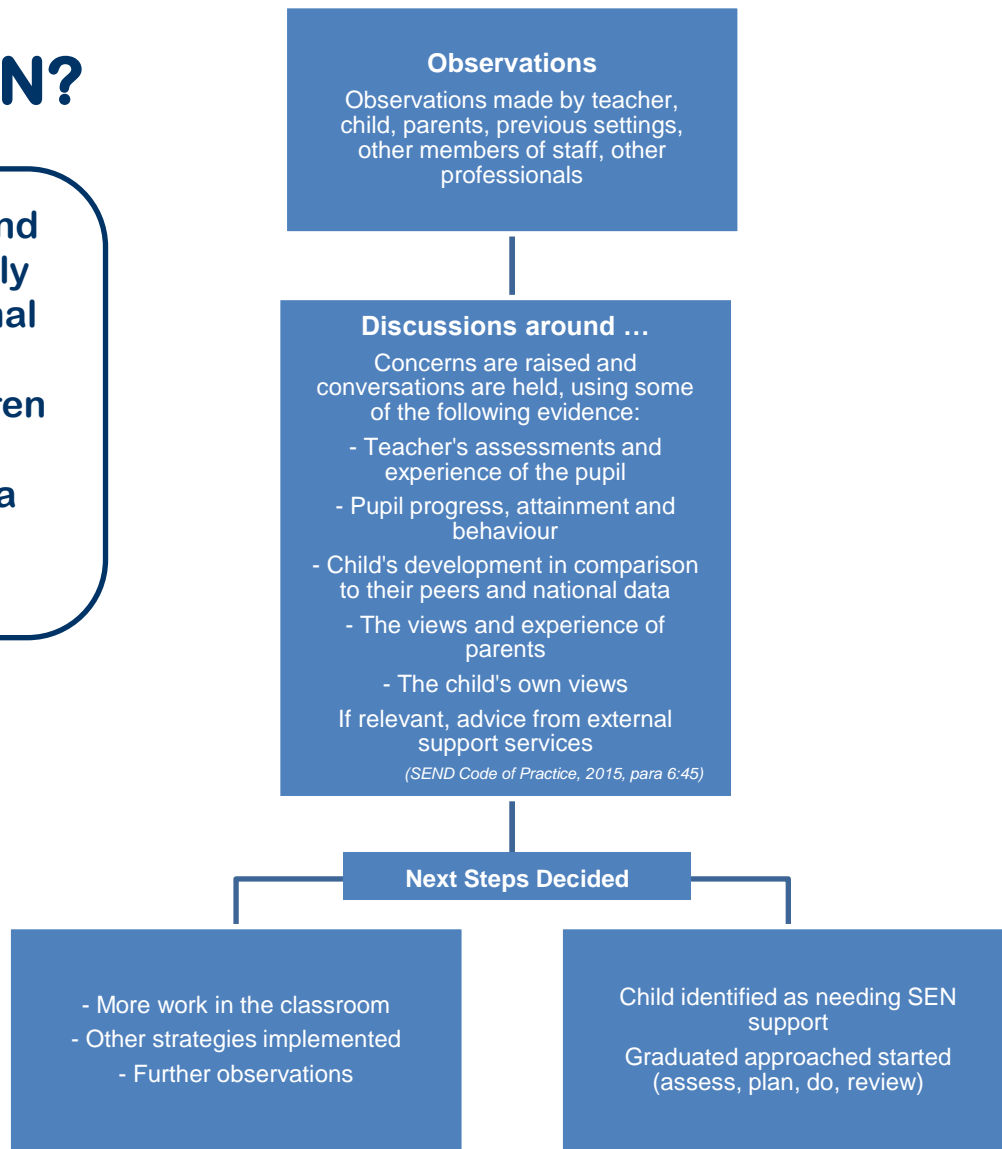 N?
nd
ly
nal
ren
a
Observations
Observations made by teacher,
child, parents, previous settings,
other members of staff, other
professionals
Discussions around …
Concerns are raised and
conversations are held, using some
of the following evidence:
- Teacher's assessments and
experience of the pupil
- Pupil progress, attainment and
behaviour
- Child's development in comparison
to their peers and national data
- The views and experience of
parents
- The child's own views
If relevant, advice from external
support services
(SEND Code of Practice, 2015, para 6:45)
Next Steps Decided
- More work in the classroom
- Other strategies implemented
- Further observations
Child identified as needing SEN
support
Graduated approached started
(assess, plan, do, review)